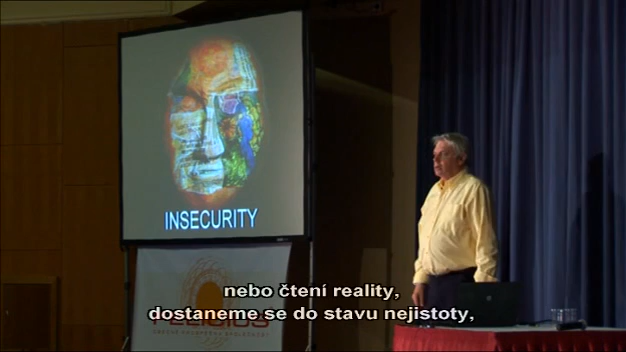 INSECURITY
nebo čtení reality,
dostaneme se do stavu nejistoty,